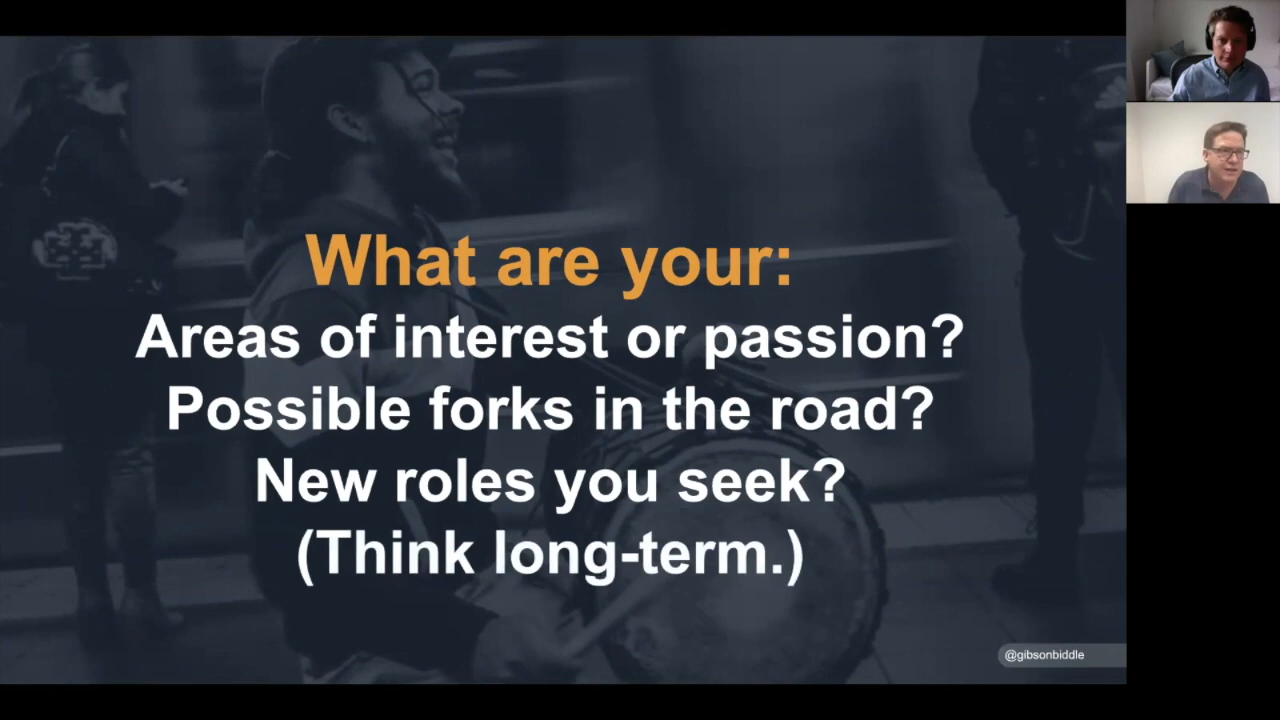 What are your:
Areas of interest or passion?
Possible forks in the road?
New roles you seek?
(Think long-term.)
@gibsonbiddle